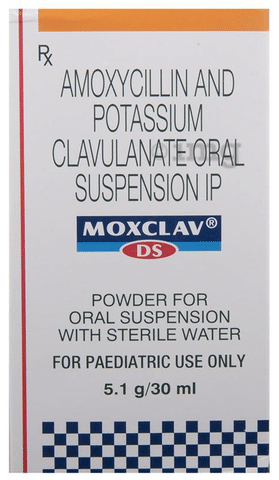 Rx
AMOXYCILLIN AND
POTASSIUM
CLAVULANATE ORAL
SUSPENSION IP
MOXCLAV®
DS
POWDER FOR
ORAL SUSPENSION
WITH STERILE WATER
FOR PAEDIATRIC USE ONLY
5.1 g/30 ml